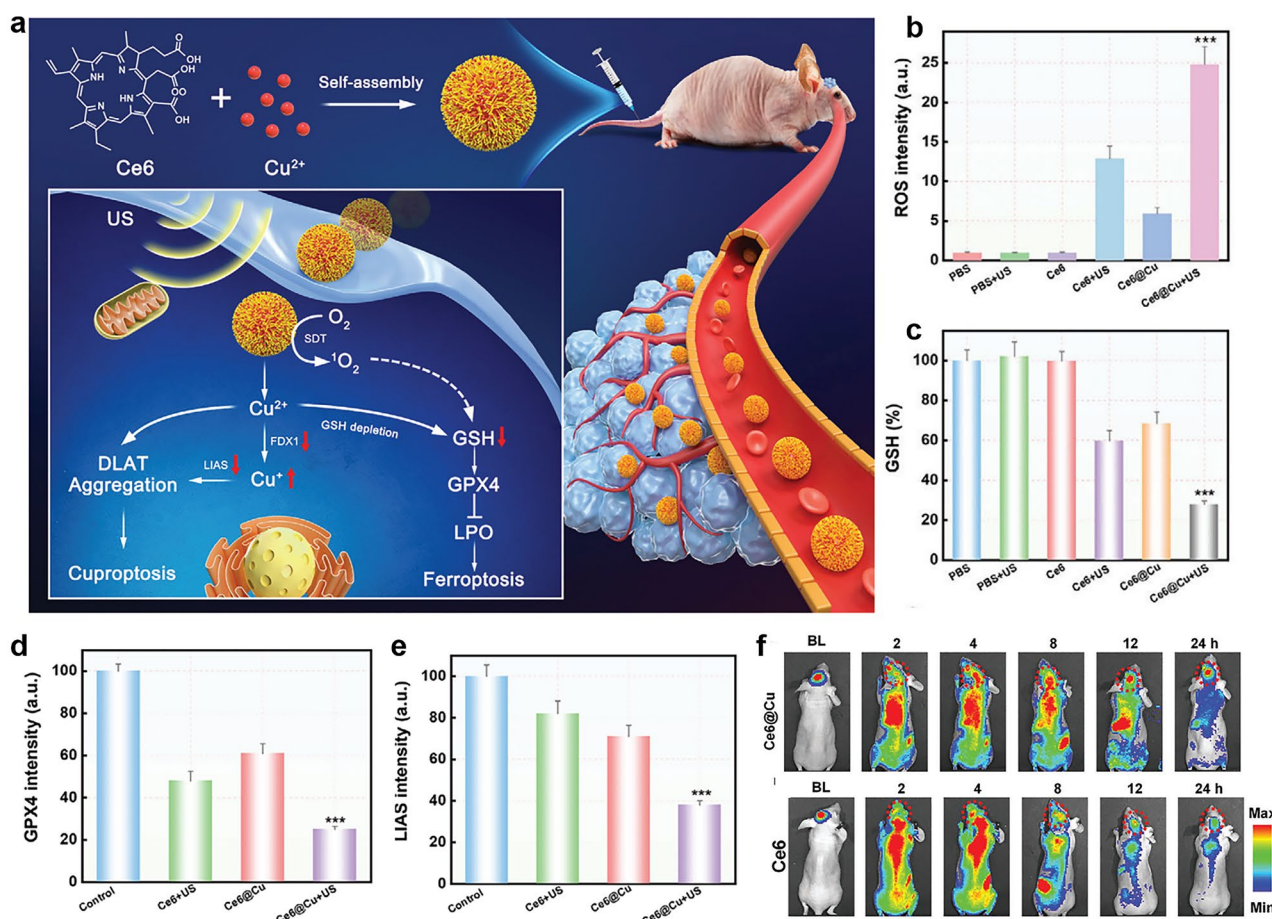 a
Ce6
+
Cu²⁺
Self-assembly
OH
O
OH
O
O
OH
NH
N
N
HN
US
O₂
SDT
¹O₂
Cu²⁺
GSH depletion
GSH
FDX1
LIAS
Cu⁺
DLAT
Aggregation
GPX4
LPO
Cuproptosis
Ferroptosis
b
ROS intensity (a.u.)
25
20
15
10
5
0
***
PBS
PBS+US
Ce6
Ce6+US
Ce6@Cu
Ce6@Cu+US
c
GSH (%)
100
80
60
40
20
0
***
PBS
PBS+US
Ce6
Ce6+US
Ce6@Cu
Ce6@Cu+US
d
GPX4 intensity (a.u.)
100
80
60
40
20
0
***
Control
Ce6+US
Ce6@Cu
Ce6@Cu+US
e
LIAS intensity (a.u.)
100
80
60
40
20
0
***
Control
Ce6+US
Ce6@Cu
Ce6@Cu+US
f
BL 2 4 8 12 24 h
Ce6@Cu
BL 2 4 8 12 24 h
Ce6
Max
Min